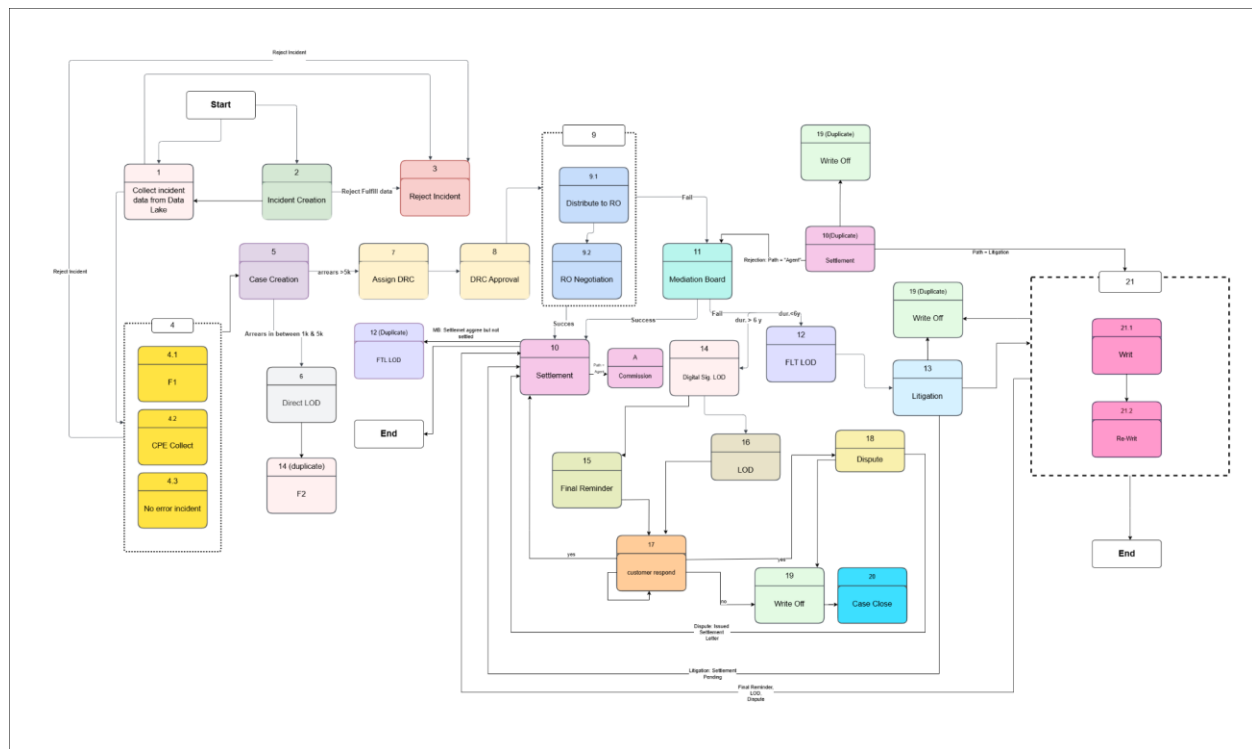 Reject Incident
Start
1
Collect incident
data from Data
Lake
2
Incident Creation
Reject Fulfill data
3
Reject Incident
Reject Incident
4
4.1
F1
4.2
CPE Collect
4.3
No error incident
5
Case Creation
arrears >5k
Arrears in between 1k & 5k
6
Direct LOD
14 (duplicate)
F2
7
Assign DRC
8
DRC Approval
9
9.1
Distribute to RO
9.2
RO Negotiation
Fail
Succes
11
Mediation Board
Success
Fail
dur. > 6 y
dur.<6y
Rejection: Path = "Agent"
19 (Duplicate)
Write Off
10(Duplicate)
Settlement
Path = Litigation
12 (Duplicate)
FTL LOD
MB: Settlemet aggree but not
settled
10
Settlement
Path =
A
Commission
End
14
Digital Sig. LOD
12
FLT LOD
19 (Duplicate)
Write Off
13
Litigation
15
Final Reminder
16
LOD
17
customer respond
yes
yes
no
18
Dispute
19
Write Off
20
Case Close
21
21.1
Writ
21.2
Re-Writ
End
Dispute: Issued
Settlement
Letter
Litigation: Settlement
Pending
Final Reminder,
LOD,
Dispute